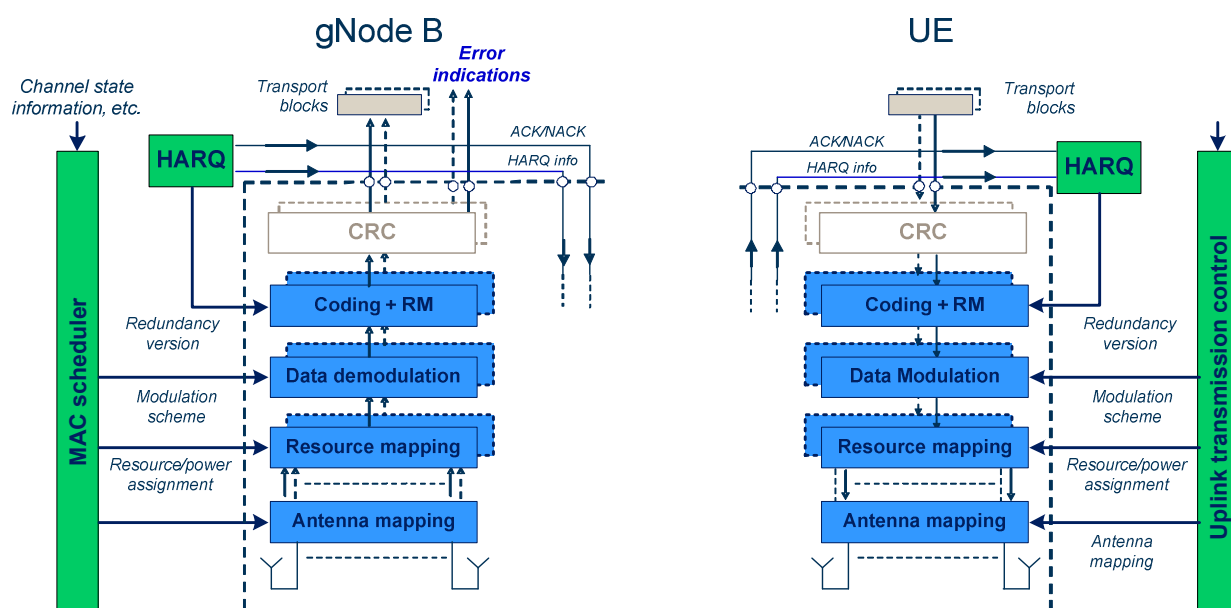 gNode B
UE
Error
indications
Channel state
information, etc.
Transport
blocks
HARQ
ACK/NACK
HARQ info
CRC
Coding + RM
Redundancy
version
Data demodulation
Modulation
scheme
Resource mapping
Resource/power
assignment
Antenna mapping
MAC scheduler
Transport
blocks
ACK/NACK
HARQ info
HARQ
CRC
Coding + RM
Redundancy
version
Data Modulation
Modulation
scheme
Resource mapping
Resource/power
assignment
Antenna mapping
Antenna
mapping
Uplink transmission control